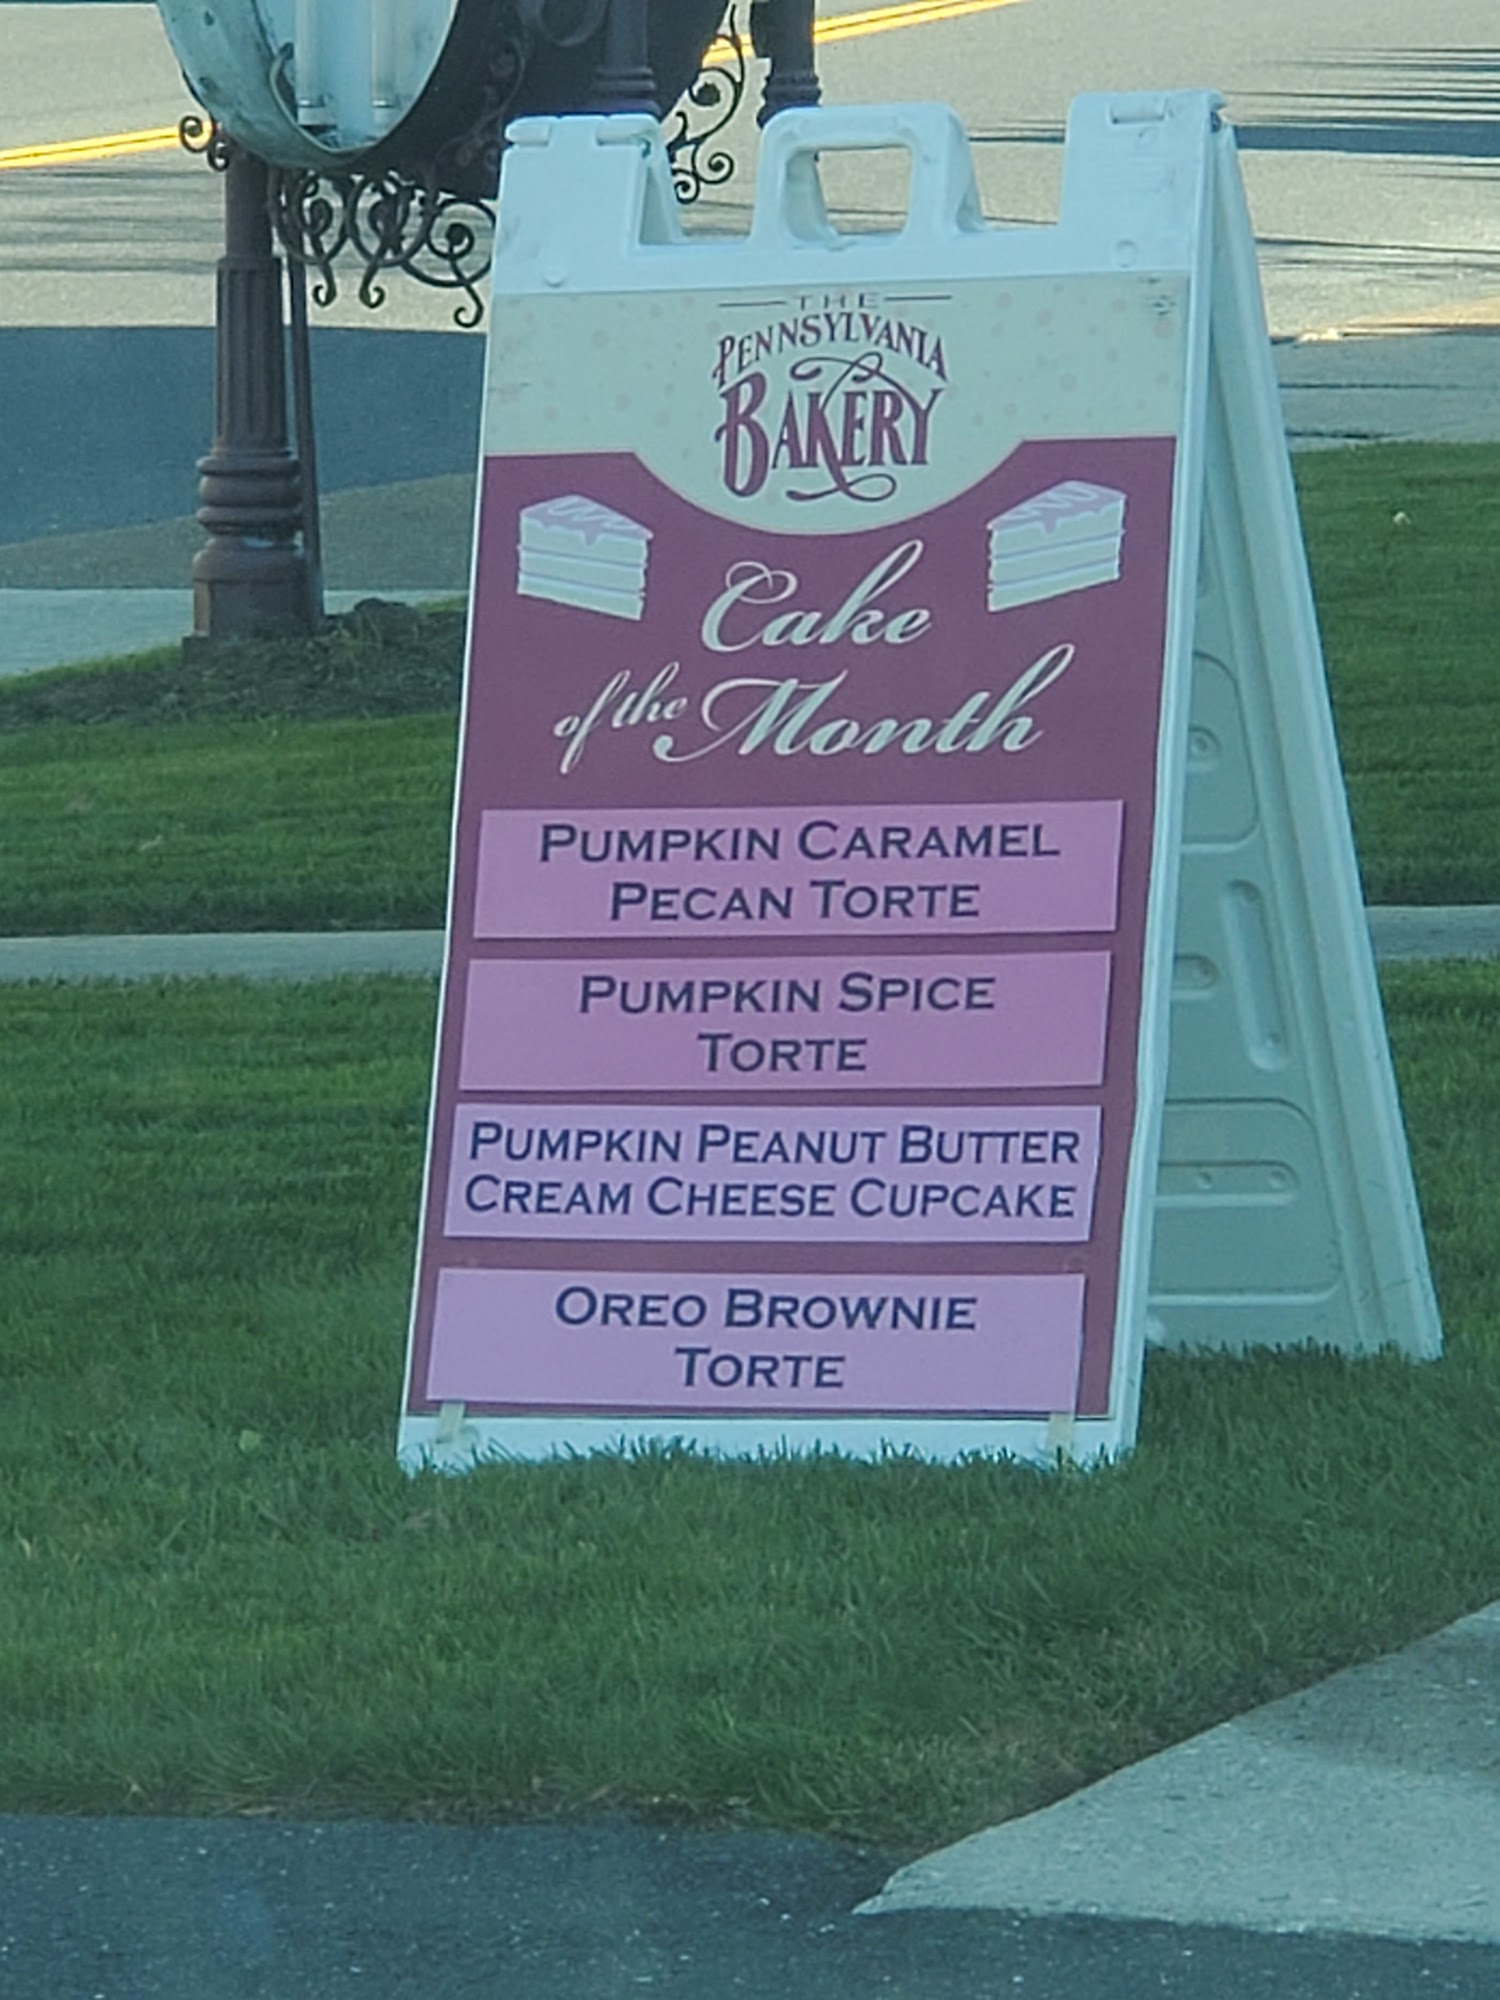 THE
PENNSYLVANIA
BAKERY
Cake
of the Month
PUMPKIN CARAMEL
PECAN TORTE
PUMPKIN SPICE
TORTE
PUMPKIN PEANUT BUTTER
CREAM CHEESE CUPCAKE
OREO BROWNIE
TORTE